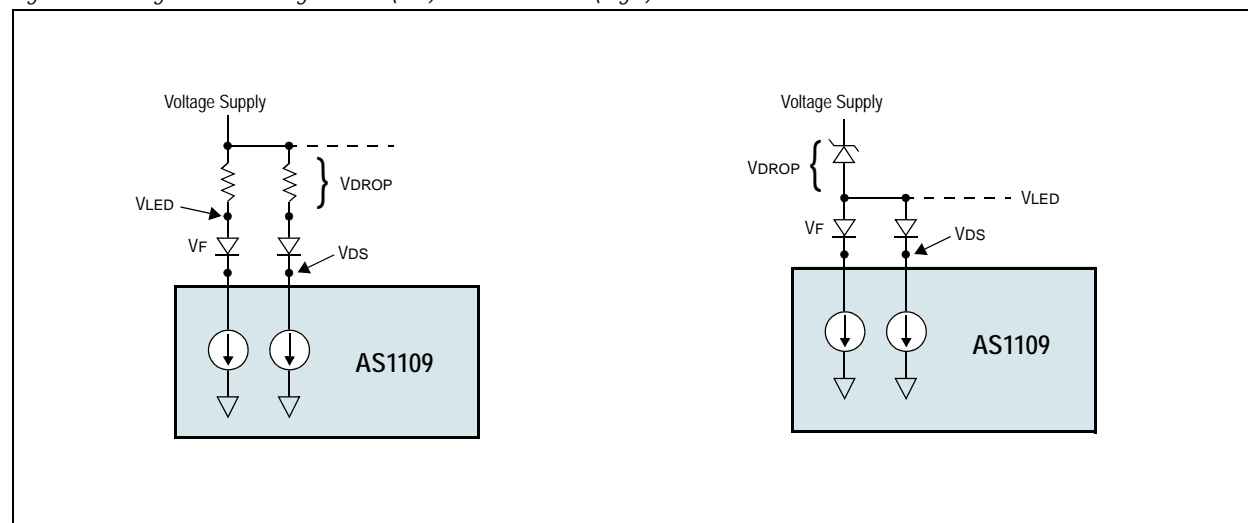 Voltage Supply
VDROP
VLED
VF
VDS
AS1109
Voltage Supply
VDROP
VLED
VF
VDS
AS1109